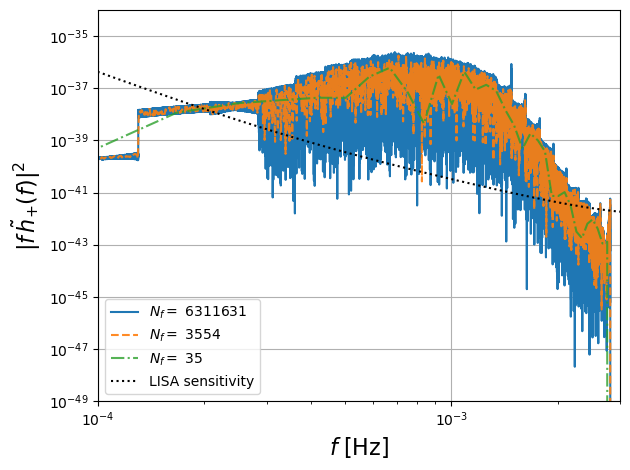 10⁻³⁵
10⁻³⁷
10⁻³⁹
10⁻⁴¹
10⁻⁴³
10⁻⁴⁵
10⁻⁴⁷
10⁻⁴⁹
|f h̃₊(f)|²
N_f = 6311631
N_f = 3554
N_f = 35
LISA sensitivity
10⁻⁴ 10⁻³
f [Hz]